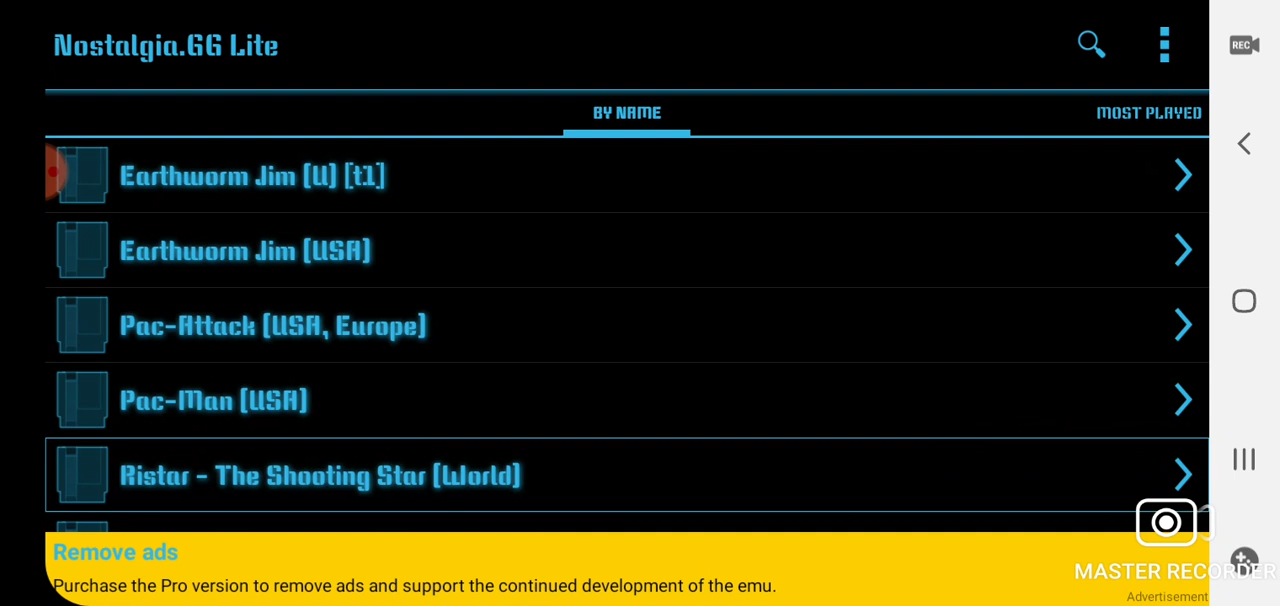 Nostalgia.GG Lite
REC
BY NAME
MOST PLAYED
Earthworm Jim (U) [t1]
Earthworm Jim (USA)
Pac-Attack (USA, Europe)
Pac-Man (USA)
Ristar - The Shooting Star (World)
Remove ads
MASTER RECORDER
Purchase the Pro version to remove ads and support the continued development of the emu.
Advertisement